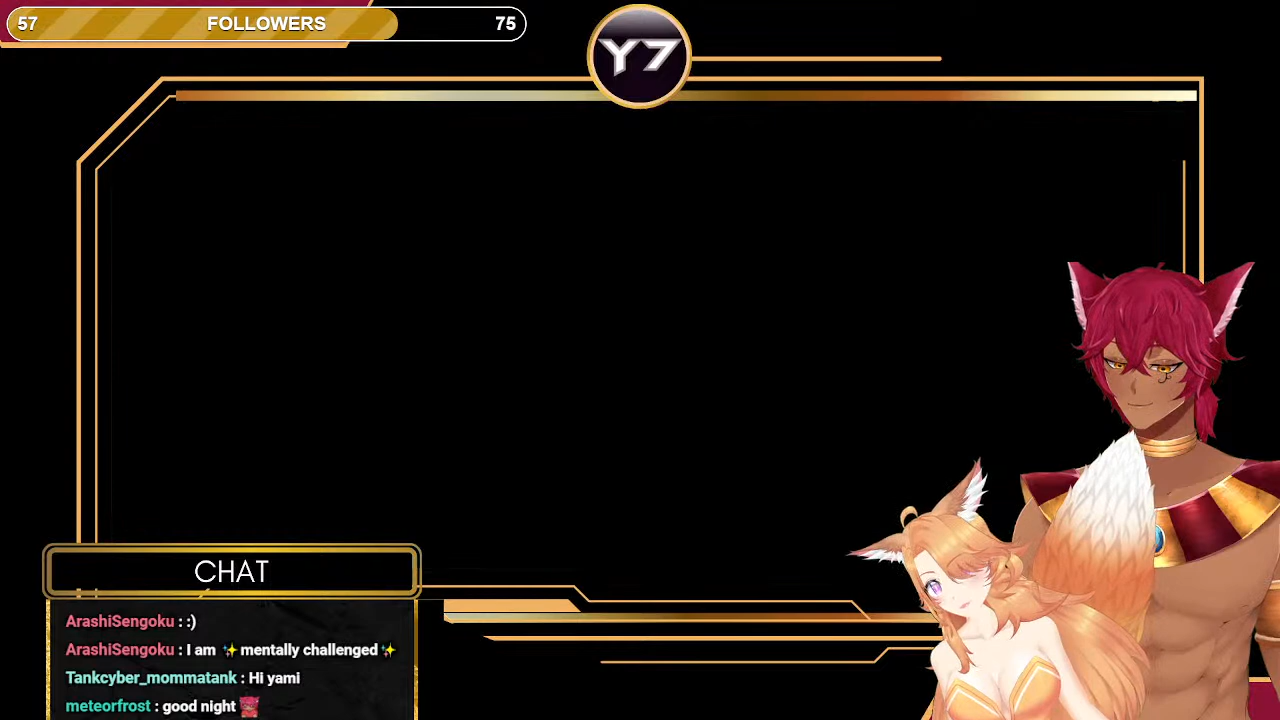 57 FOLLOWERS 75
Y7
CHAT
ArashiSengoku : :)
ArashiSengoku : I am ✨mentally challenged✨
Tankcyber_mommatank : Hi yami
meteorfrost : good night